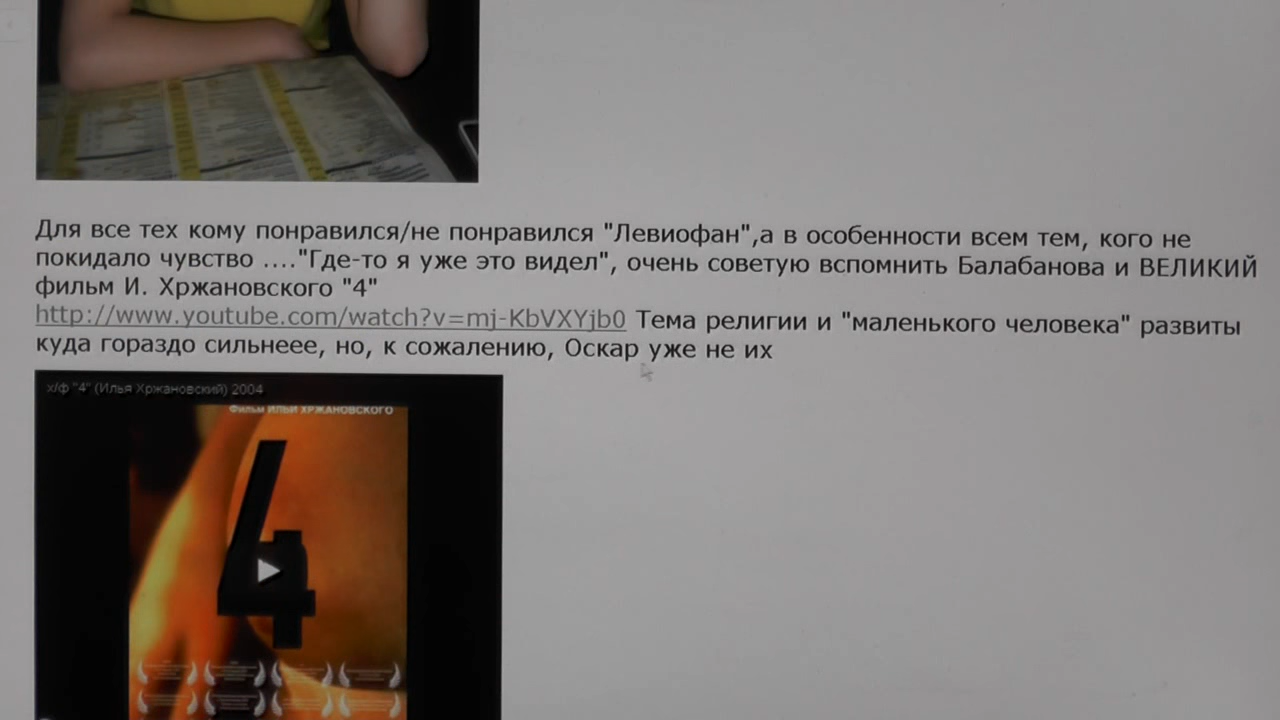 Для все тех кому понравился/не понравился "Левиофан",а в особенности всем тем, кого не
покидало чувство ...."Где-то я уже это видел", очень советую вспомнить Балабанова и ВЕЛИКИЙ
фильм И. Хржановского "4"
http://www.youtube.com/watch?v=mj-KbVXYjb0 Тема религии и "маленького человека" развиты
куда гораздо сильнеее, но, к сожалению, Оскар уже не их
х/ф "4" (Илья Хржановский) 2004
ФИЛЬМ ИЛЬИ ХРЖАНОВСКОГО
4